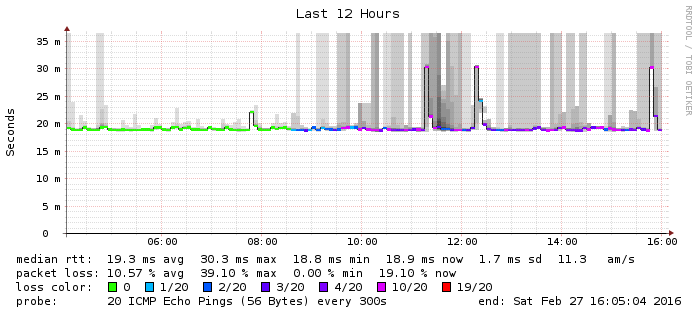 Last 12 Hours
RRDTOOL / TOBI OETIKER
Seconds
35 m
30 m
25 m
20 m
15 m
10 m
5 m
0
06:00 08:00 10:00 12:00 14:00 16:00
median rtt: 19.3 ms avg 30.3 ms max 18.8 ms min 18.9 ms now 1.7 ms sd 11.3 am/s
packet loss: 10.57 % avg 39.10 % max 0.00 % min 19.10 % now
loss color: 0 1/20 2/20 3/20 4/20 10/20 19/20
probe: 20 ICMP Echo Pings (56 Bytes) every 300s end: Sat Feb 27 16:05:04 2016